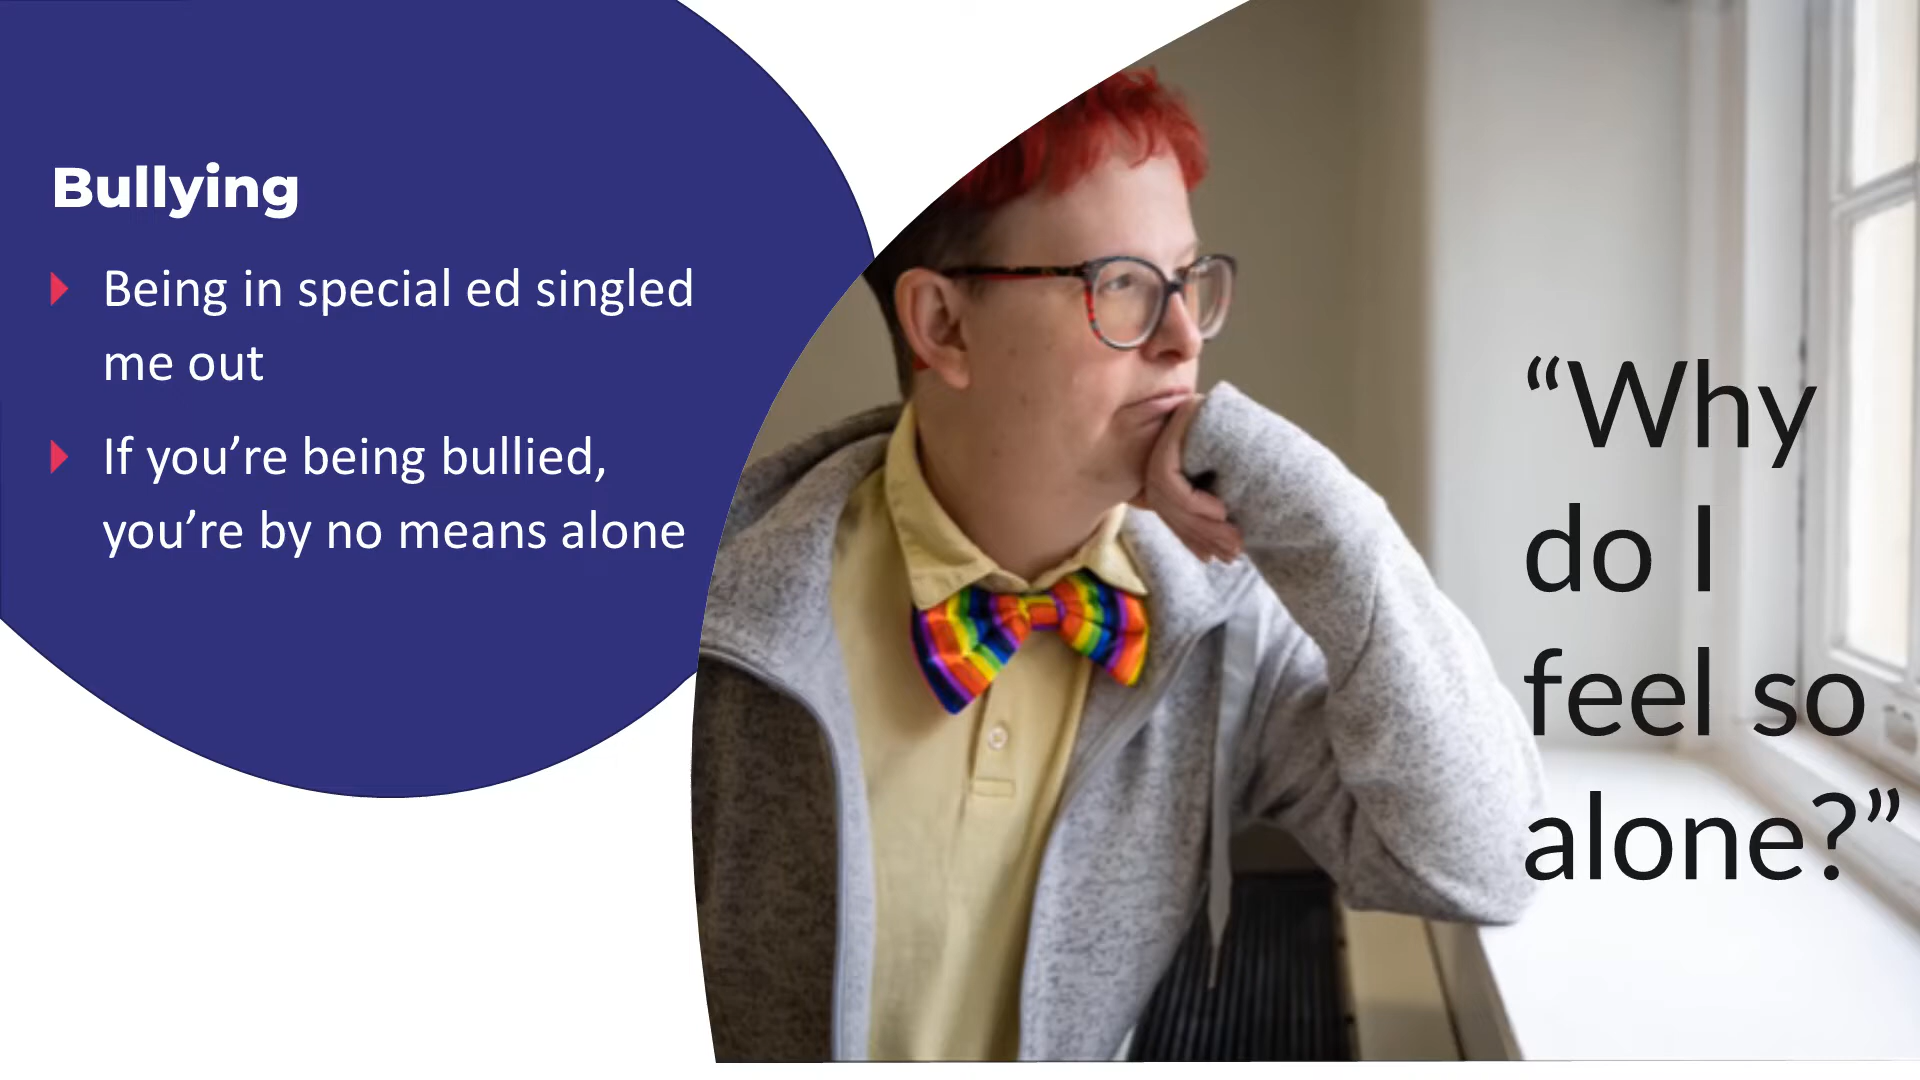 Bullying
Being in special ed singled
me out
If you’re being bullied,
you’re by no means alone
“Why
do I
feel so
alone?”